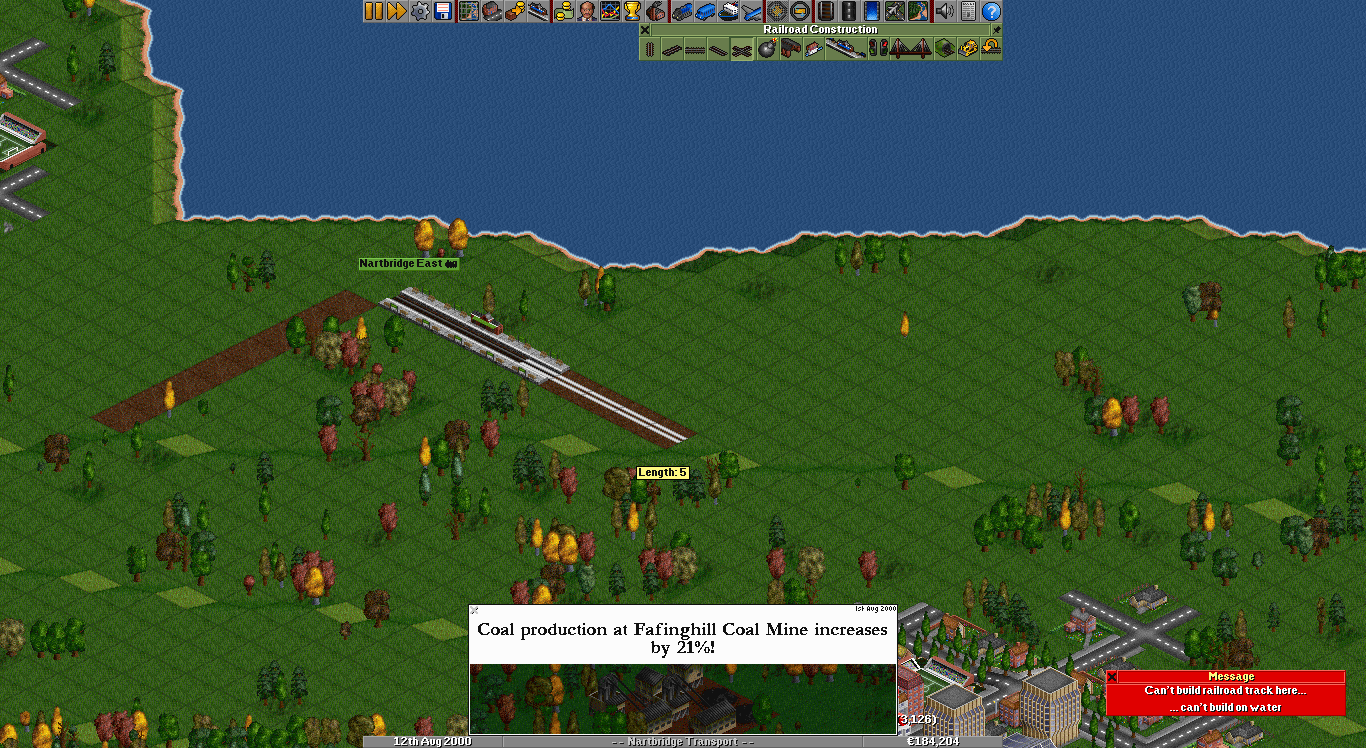 Railroad Construction
Nartbridge East
Length: 5
1st Aug 2000
Coal production at Fafinghill Coal Mine increases
by 21%!
Message
Can't build railroad track here...
... can't build on water
(3,126)
12th Aug 2000
-- Nartbridge Transport --
€184,204